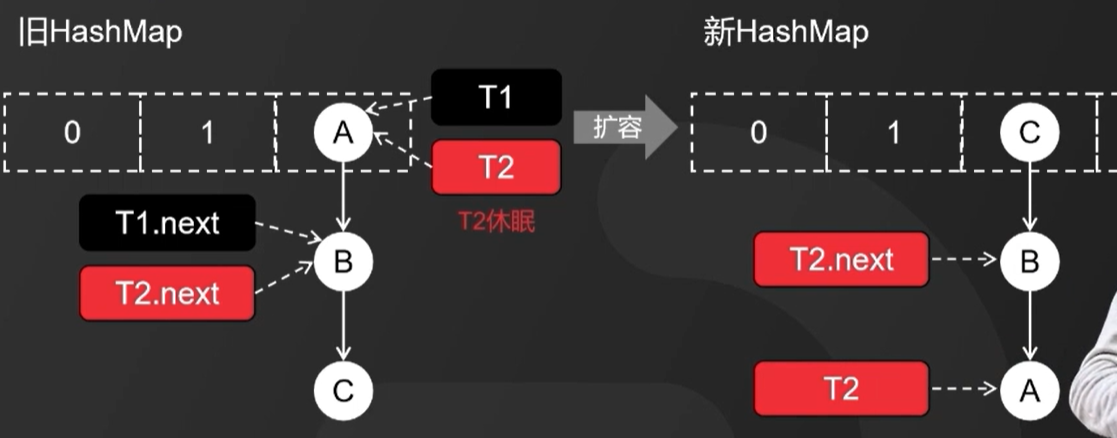 旧HashMap
新HashMap
0
1
A
T1
T2
T2休眠
扩容
T1.next
T2.next
B
C
0
1
C
T2.next
B
T2
A